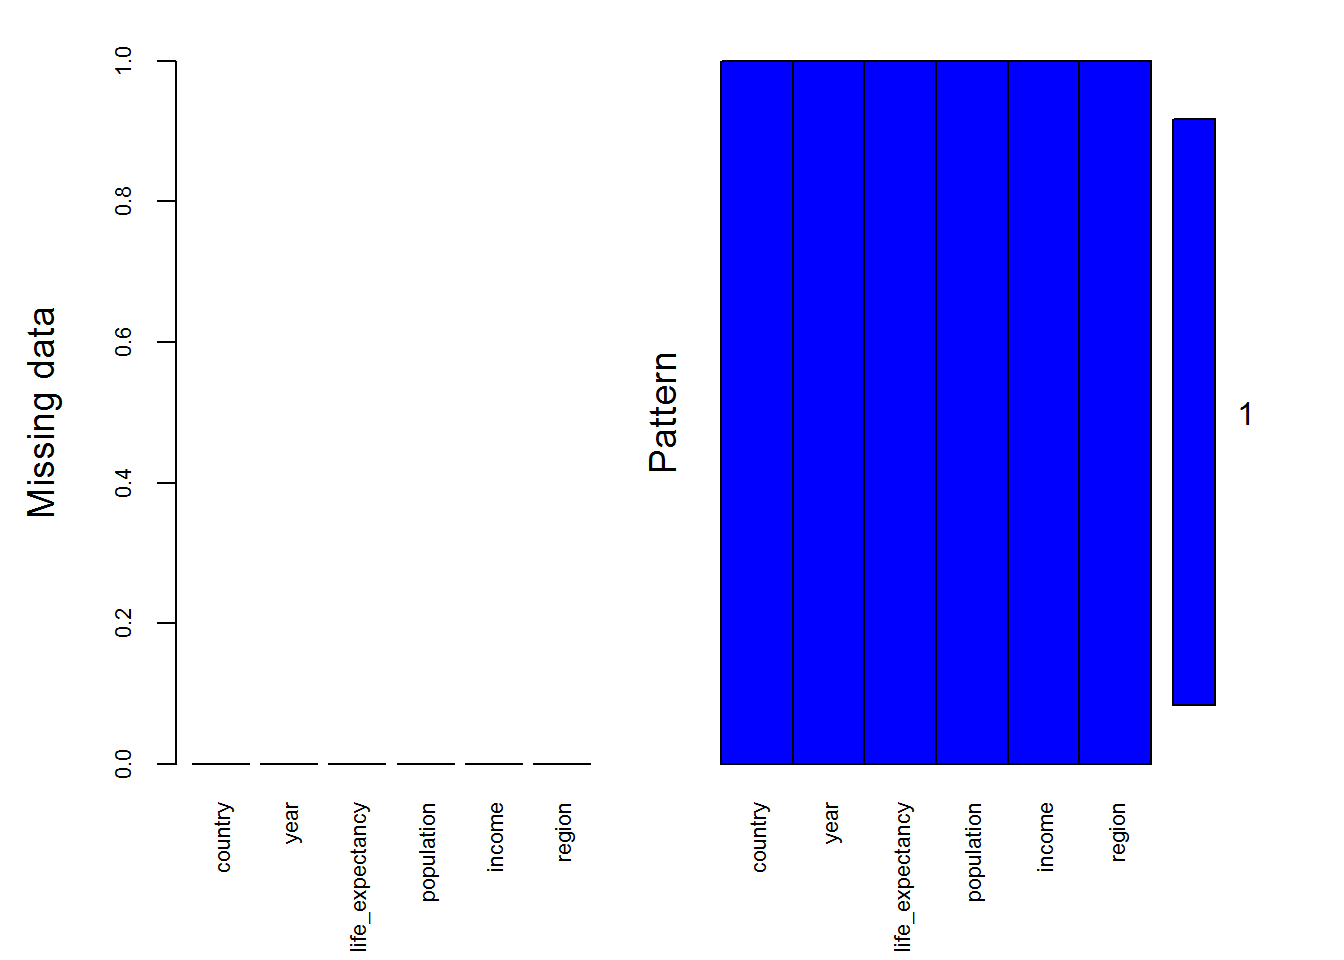 Missing data
1.0
0.8
0.6
0.4
0.2
0.0
country
year
life_expectancy
population
income
region
Pattern
country
year
life_expectancy
population
income
region
1